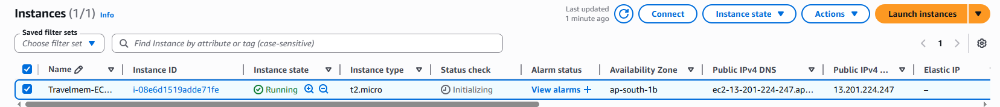 Instances (1/1) Info
Last updated
1 minute ago
Connect
Instance state
Actions
Launch instances
Saved filter sets
Choose filter set
Find Instance by attribute or tag (case-sensitive)
1
Name Instance ID Instance state Instance type Status check Alarm status Availability Zone Public IPv4 DNS Public IPv4 ... Elastic IP
Travelmem-EC... i-08e6d1519adde71fe Running t2.micro Initializing View alarms + ap-south-1b ec2-13-201-224-247.ap... 13.201.224.247 –